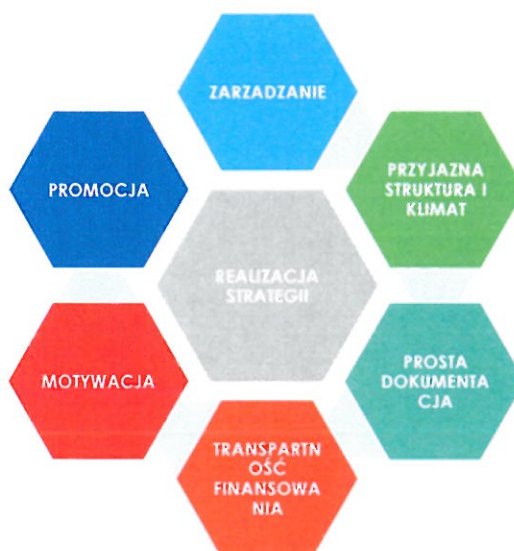 ZARZADZANIE
PRZYJAZNA
STRUKTURA I
KLIMAT
PROMOCJA
REALIZACJA
STRATEGII
MOTYWACJA
PROSTA
DOKUMENTA
CJA
TRANSPARTN
OŚĆ
FINANSOWA
NIA